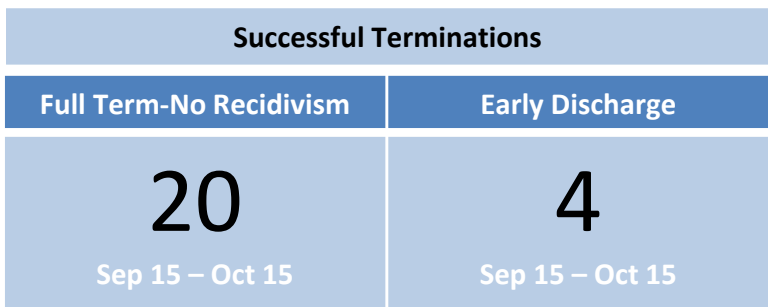 Successful Terminations
Full Term-No Recidivism
Early Discharge
20
4
Sep 15 – Oct 15
Sep 15 – Oct 15